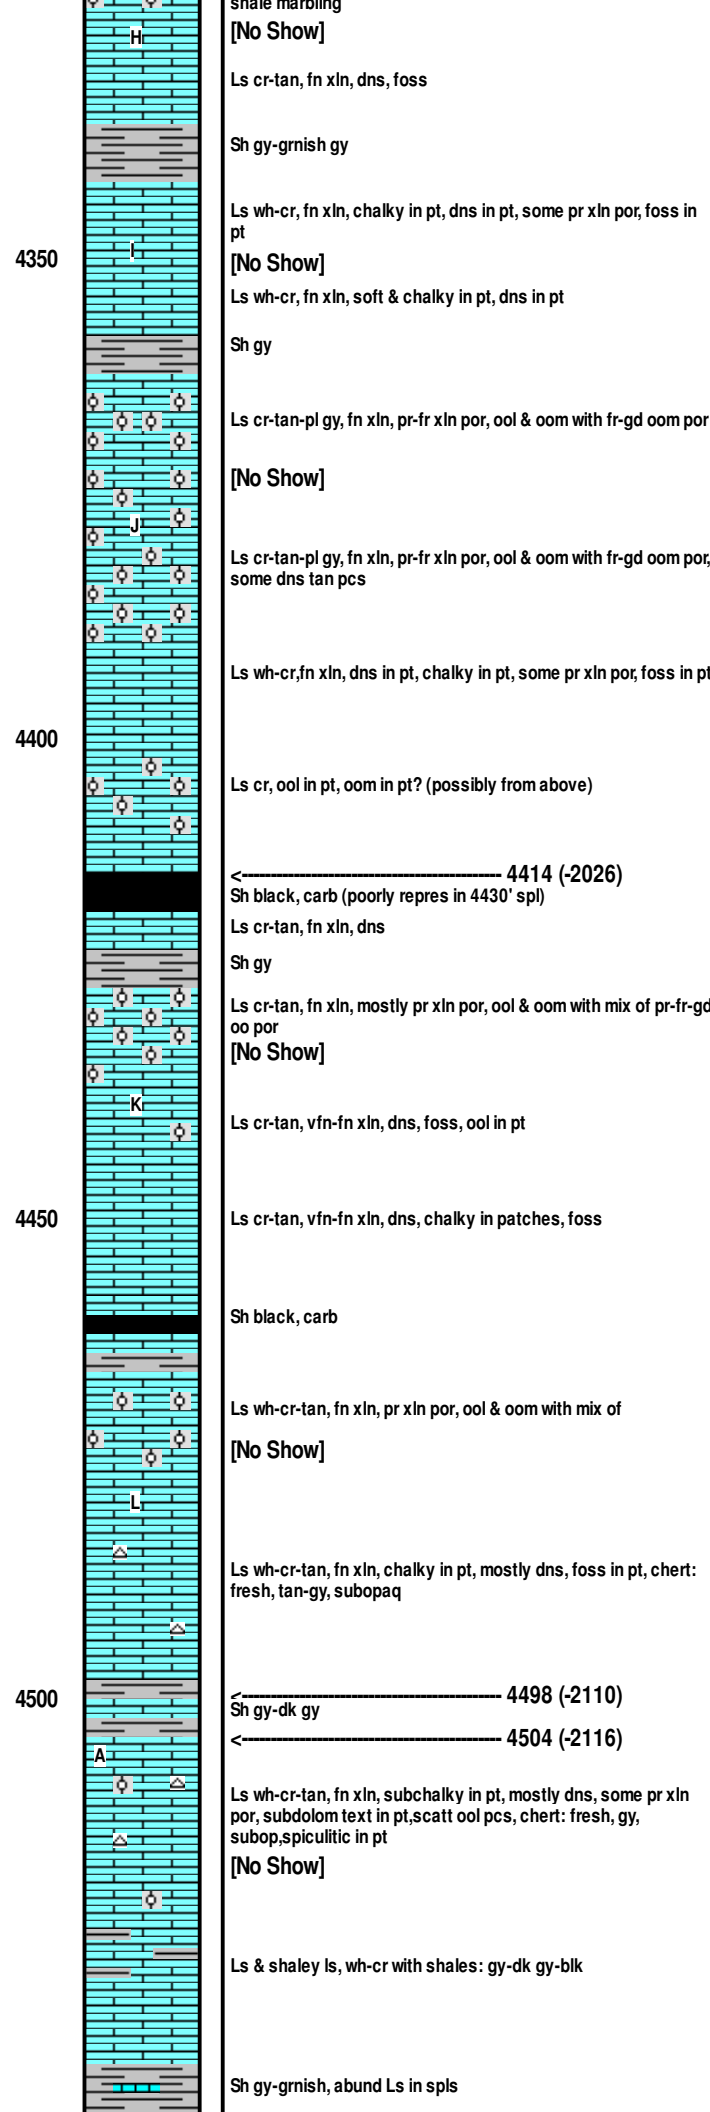 shale marbling
H
[No Show]
Ls cr-tan, fn xln, dns, foss
Sh gy-grnish gy
Ls wh-cr, fn xln, chalky in pt, dns in pt, some pr xln por, foss in
pt
I
4350
[No Show]
Ls wh-cr, fn xln, soft & chalky in pt, dns in pt
Sh gy
Ls cr-tan-pl gy, fn xln, pr-fr xln por, ool & oom with fr-gd oom por
[No Show]
J
Ls cr-tan-pl gy, fn xln, pr-fr xln por, ool & oom with fr-gd oom por,
some dns tan pcs
Ls wh-cr,fn xln, dns in pt, chalky in pt, some pr xln por, foss in pt
4400
Ls cr, ool in pt, oom in pt? (possibly from above)
<---------------------------------------------- 4414 (-2026)
Sh black, carb (poorly repres in 4430' spl)
Ls cr-tan, fn xln, dns
Sh gy
Ls cr-tan, fn xln, mostly pr xln por, ool & oom with mix of pr-fr-gd
oo por
[No Show]
K
Ls cr-tan, vfn-fn xln, dns, foss, ool in pt
4450
Ls cr-tan, vfn-fn xln, dns, chalky in patches, foss
Sh black, carb
Ls wh-cr-tan, fn xln, pr xln por, ool & oom with mix of
[No Show]
L
Ls wh-cr-tan, fn xln, chalky in pt, mostly dns, foss in pt, chert:
fresh, tan-gy, subopaq
4500
<---------------------------------------------- 4498 (-2110)
Sh gy-dk gy
<---------------------------------------------- 4504 (-2116)
A
Ls wh-cr-tan, fn xln, subchalky in pt, mostly dns, some pr xln
por, subdolom text in pt,scatt ool pcs, chert: fresh, gy,
subop,spiculitic in pt
[No Show]
Ls & shaley ls, wh-cr with shales: gy-dk gy-blk
Sh gy-grnish, abund Ls in spls